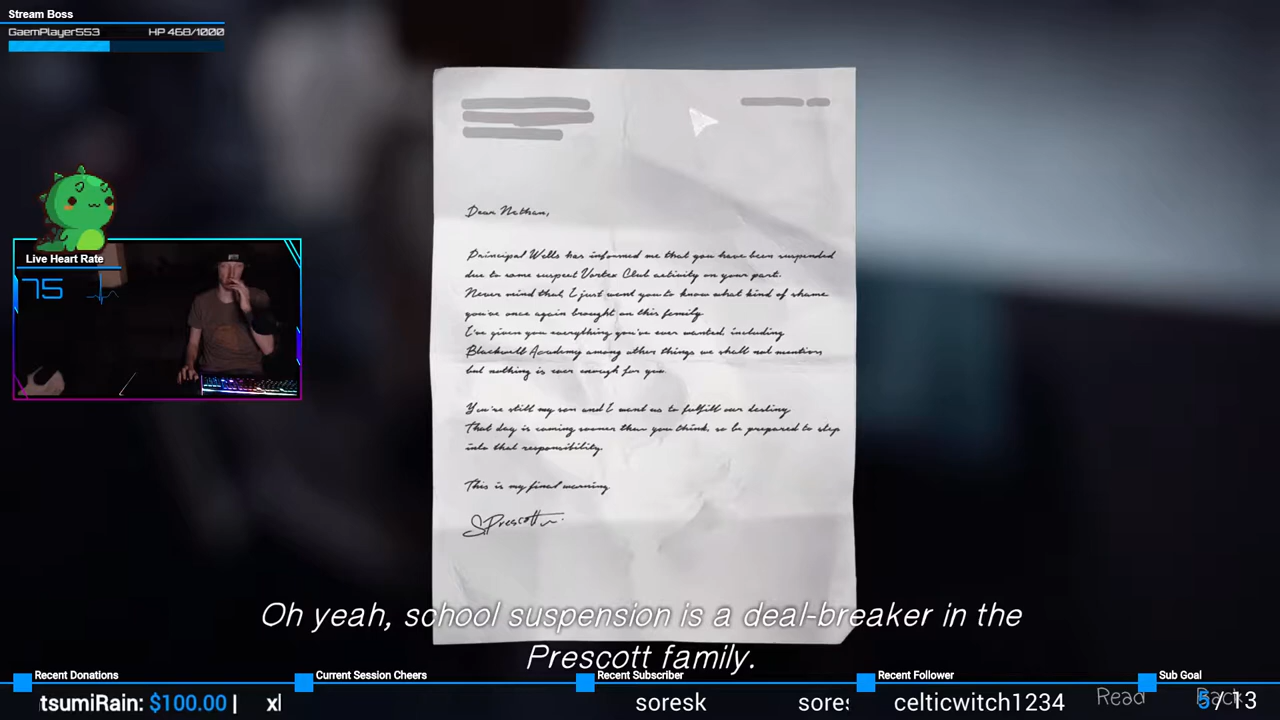 Stream Boss
GaemPlayer553 HP 468/1000
Live Heart Rate
75
Dear Nathan,
Principal Wells has informed me that you have been suspended
due to some suspect Vortex Club activity on your part.
Never mind that, I just want you to know what kind of shame
you've once again brought on this family
I've given you everything you've ever wanted, including
Blackwell Academy among other things we shall not mention
but nothing is ever enough for you.
You're still my son and I want us to fulfill our destiny
That day is coming sooner than you think, so be prepared to step
into that responsibility.
This is my final warning
SPrescott
Oh yeah, school suspension is a deal-breaker in the
Prescott family.
Recent Donations
tsumiRain: $100.00 | xl
Current Session Cheers
Recent Subscriber
soresk sores
Recent Follower
celticwitch1234
Sub Goal
5 / 13
Read Back